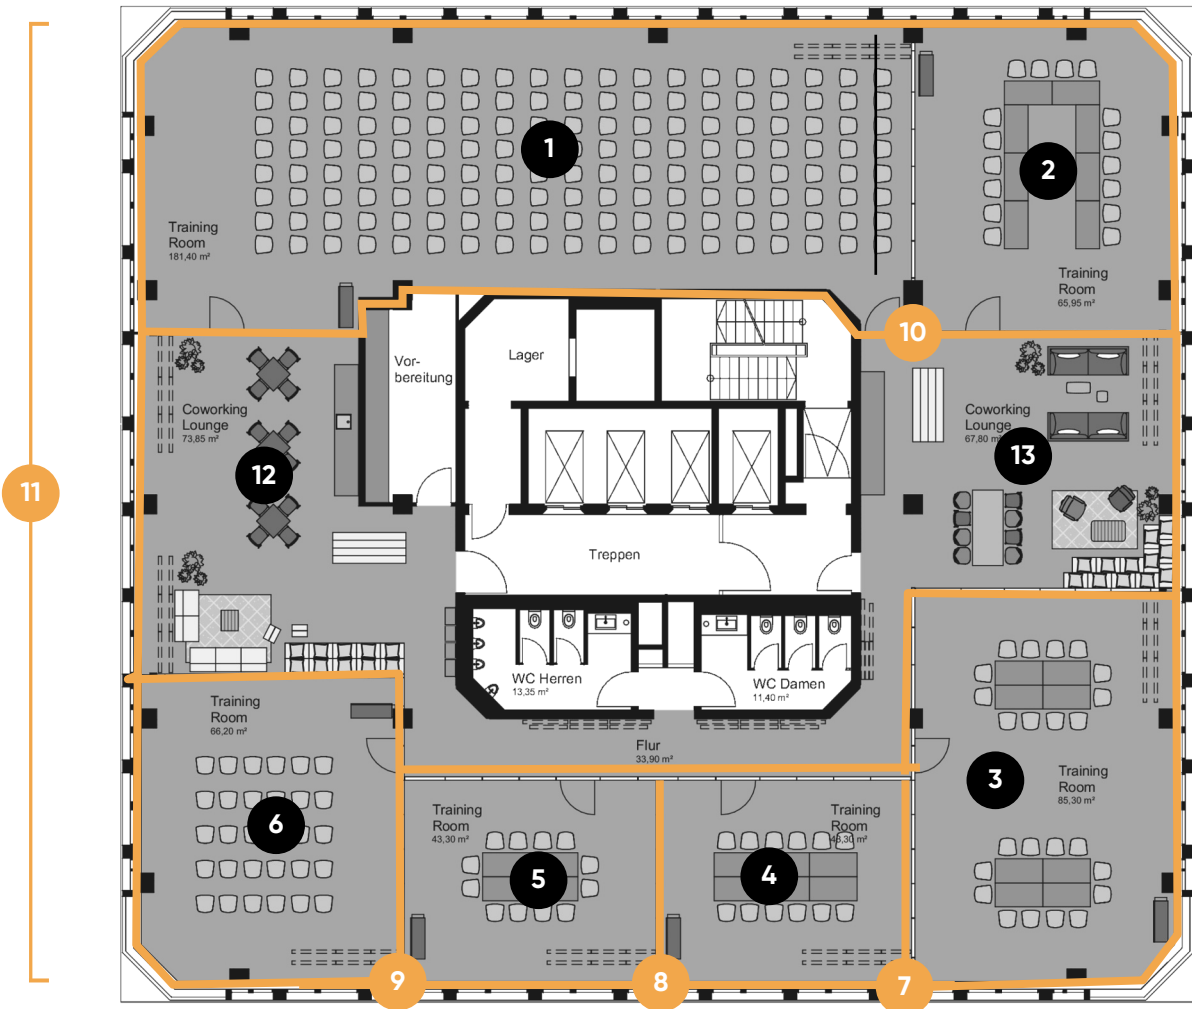 1
2
Training
Room
181,40 m²
Training
Room
65,95 m²
10
Lager
Vor-
bereitung
Coworking
Lounge
73,85 m²
Coworking
Lounge
67,80 m²
13
12
11
Treppen
WC Herren
13,35 m²
WC Damen
11,40 m²
Training
Room
66,20 m²
Flur
33,90 m²
3
Training
Room
85,30 m²
Training
Room
43,30 m²
Training
Room
48,30 m²
6
5
4
9
8
7